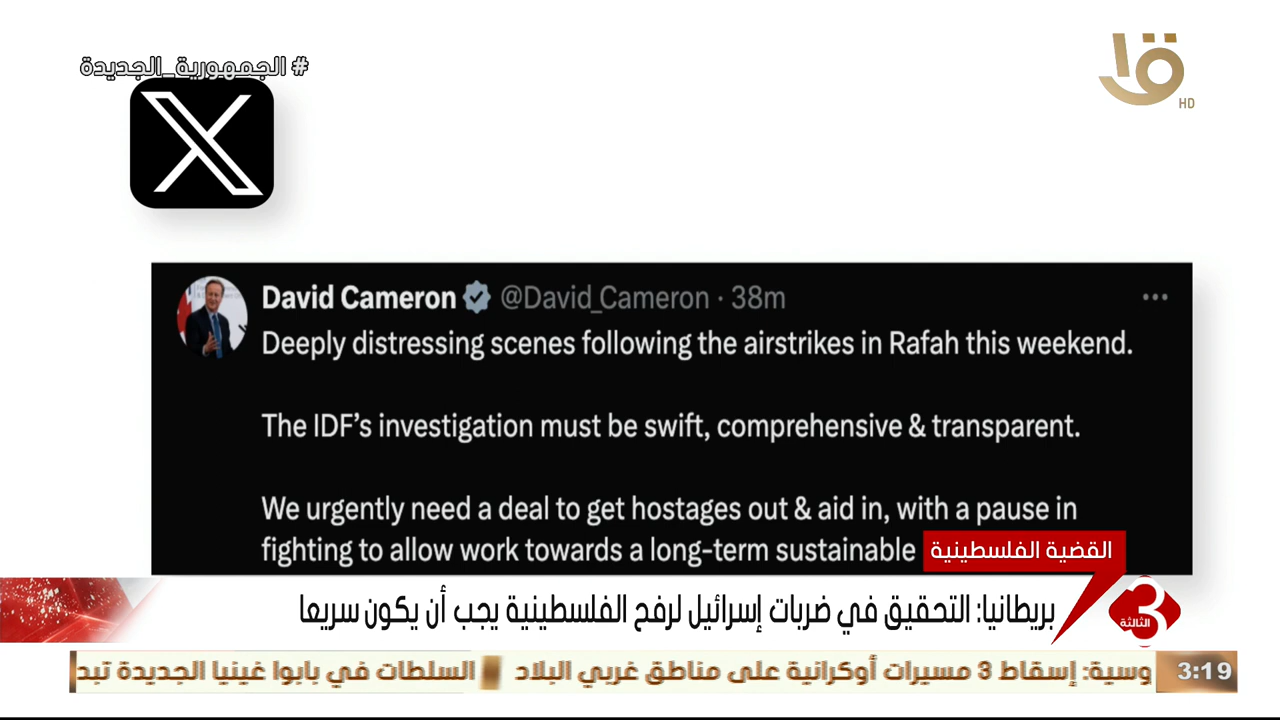 # الجمهورية_الجديدة
HD
David Cameron @David_Cameron · 38m
Deeply distressing scenes following the airstrikes in Rafah this weekend.
The IDF’s investigation must be swift, comprehensive & transparent.
We urgently need a deal to get hostages out & aid in, with a pause in
fighting to allow work towards a long-term sustainable
القضية الفلسطينية
3 الثالثة
بريطانيا: التحقيق في ضربات إسرائيل لرفح الفلسطينية يجب أن يكون سريعا
3:19
وسية: إسقاط 3 مسيرات أوكرانية على مناطق غربي البلاد
السلطات في بابوا غينيا الجديدة تبد